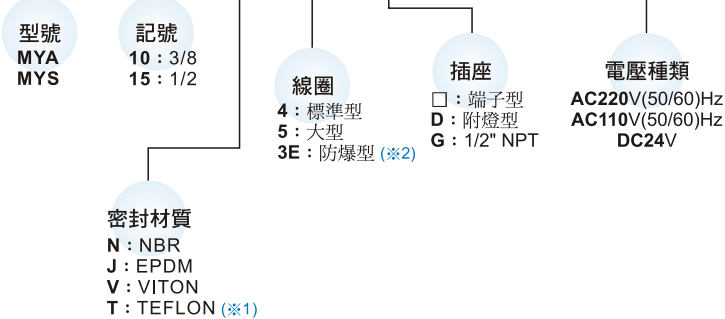 型號
MYA
MYS
記號
10：3/8
15：1/2
線圈
4：標準型
5：大型
3E：防爆型 (※2)
插座
□：端子型
D：附燈型
G：1/2" NPT
電壓種類
AC220V(50/60)Hz
AC110V(50/60)Hz
DC24V
密封材質
N：NBR
J：EPDM
V：VITON
T：TEFLON (※1)